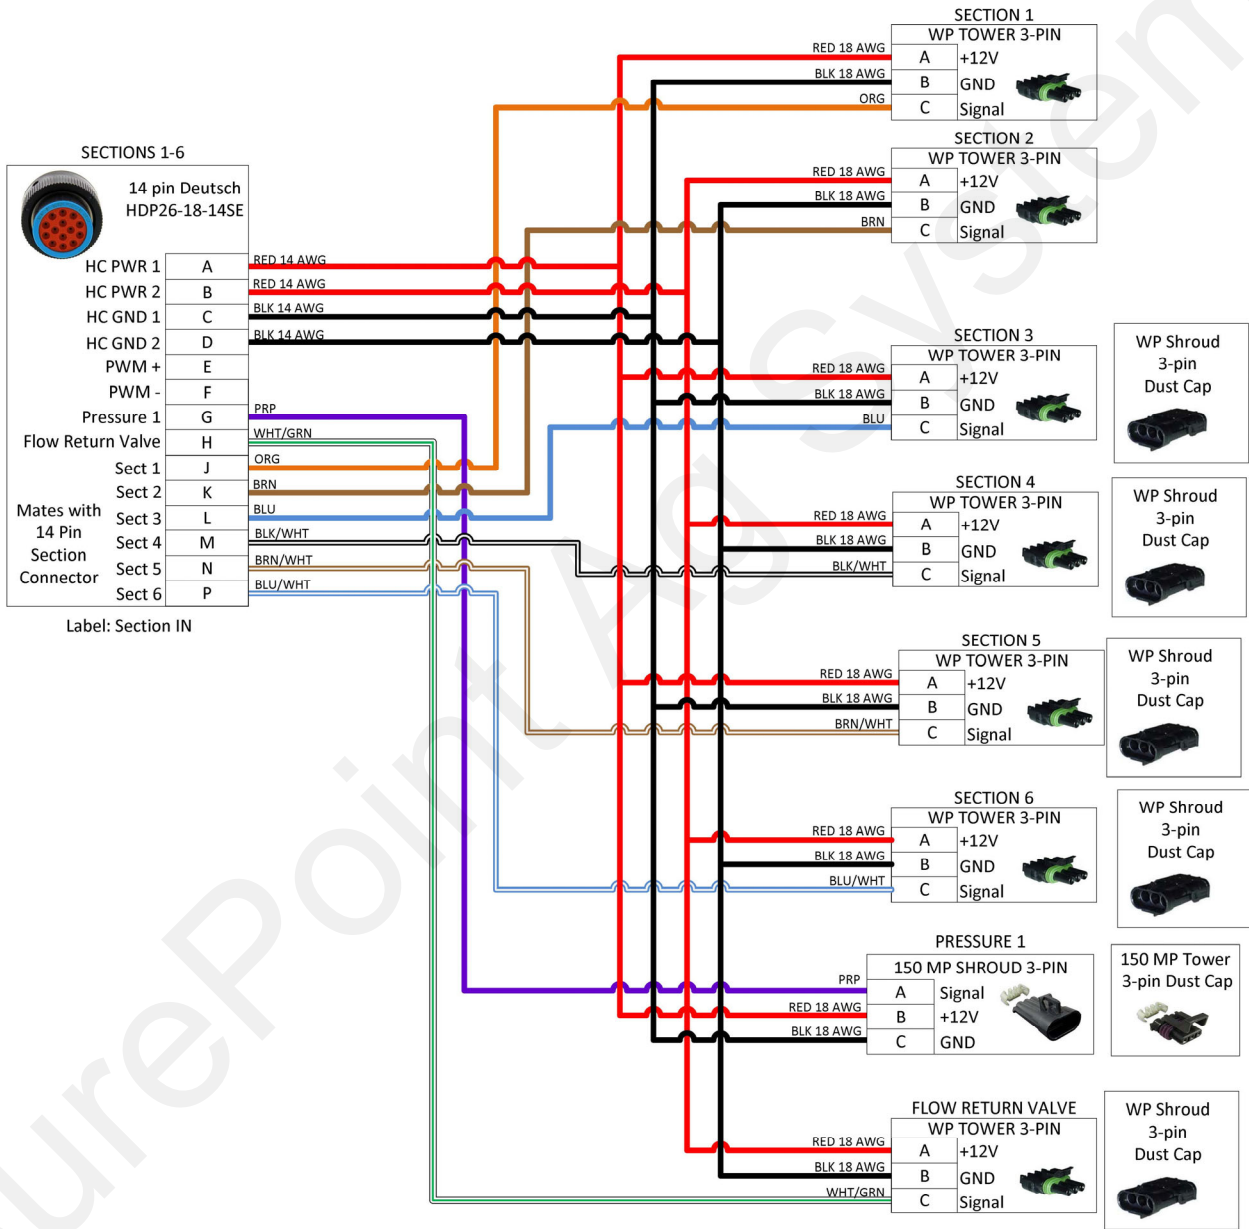 SECTIONS 1-6
14 pin Deutsch
HDP26-18-14SE
HC PWR 1 A RED 14 AWG
HC PWR 2 B RED 14 AWG
HC GND 1 C BLK 14 AWG
HC GND 2 D BLK 14 AWG
PWM + E
PWM - F
Pressure 1 G PRP
Flow Return Valve H WHT/GRN
Sect 1 J ORG
Sect 2 K BRN
Sect 3 L BLU
Sect 4 M BLK/WHT
Sect 5 N BRN/WHT
Sect 6 P BLU/WHT
Mates with
14 Pin
Section
Connector
Label: Section IN
SECTION 1
WP TOWER 3-PIN
RED 18 AWG A +12V
BLK 18 AWG B GND
ORG C Signal
SECTION 2
WP TOWER 3-PIN
RED 18 AWG A +12V
BLK 18 AWG B GND
BRN C Signal
SECTION 3
WP TOWER 3-PIN
RED 18 AWG A +12V
BLK 18 AWG B GND
BLU C Signal
WP Shroud
3-pin
Dust Cap
SECTION 4
WP TOWER 3-PIN
RED 18 AWG A +12V
BLK 18 AWG B GND
BLK/WHT C Signal
WP Shroud
3-pin
Dust Cap
SECTION 5
WP TOWER 3-PIN
RED 18 AWG A +12V
BLK 18 AWG B GND
BRN/WHT C Signal
WP Shroud
3-pin
Dust Cap
SECTION 6
WP TOWER 3-PIN
RED 18 AWG A +12V
BLK 18 AWG B GND
BLU/WHT C Signal
WP Shroud
3-pin
Dust Cap
PRESSURE 1
150 MP SHROUD 3-PIN
PRP A Signal
RED 18 AWG B +12V
BLK 18 AWG C GND
150 MP Tower
3-pin Dust Cap
FLOW RETURN VALVE
WP TOWER 3-PIN
RED 18 AWG A +12V
BLK 18 AWG B GND
WHT/GRN C Signal
WP Shroud
3-pin
Dust Cap
urePoint Ag System